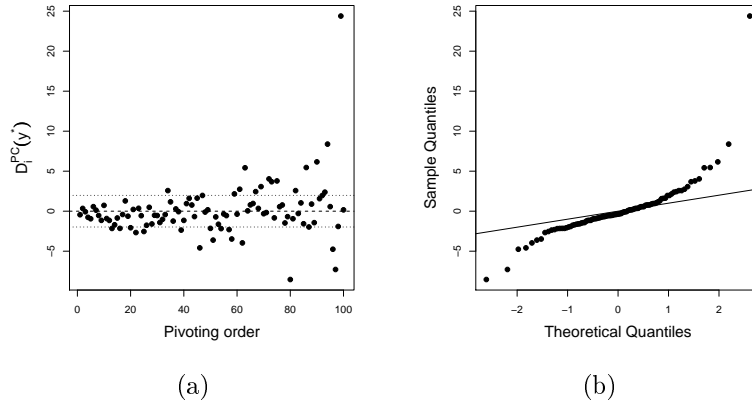 25
20
15
10
5
0
−5
0 20 40 60 80 100
D_i^PC(y*)
Pivoting order
(a)
25
20
15
10
5
0
−5
−2 −1 0 1 2
Sample Quantiles
Theoretical Quantiles
(b)